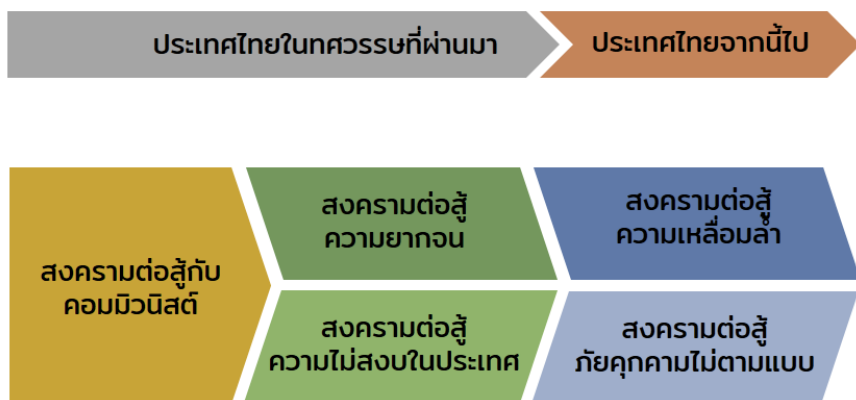 ประเทศไทยในทศวรรษที่ผ่านมา
ประเทศไทยจากนี้ไป
สงครามต่อสู้กับ
คอมมิวนิสต์
สงครามต่อสู้
ความยากจน
สงครามต่อสู้
ความเหลื่อมล้ำ
สงครามต่อสู้
ความไม่สงบในประเทศ
สงครามต่อสู้
ภัยคุกคามไม่ตามแบบ